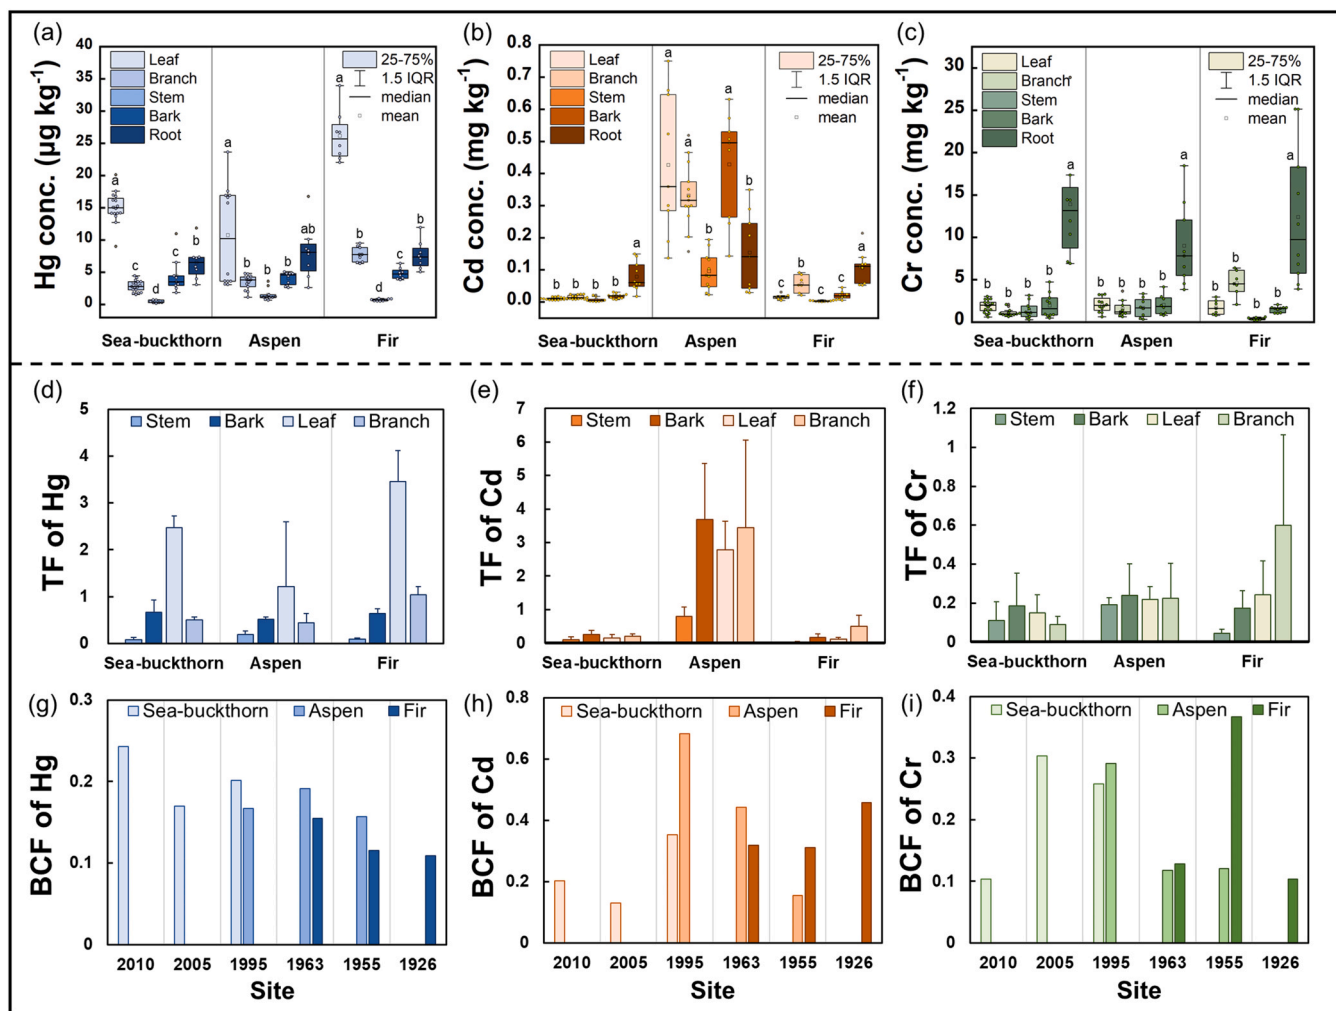 (a)
Hg conc. (µg kg⁻¹)
40
35
30
25
20
15
10
5
0
Leaf
Branch
Stem
Bark
Root
25-75%
1.5 IQR
median
mean
a
c
d
c
b
a
b
c
b
ab
a
b
d
c
b
Sea-buckthorn Aspen Fir
(b)
Cd conc. (mg kg⁻¹)
0.8
0.7
0.6
0.5
0.4
0.3
0.2
0.1
0.0
Leaf
Branch
Stem
Bark
Root
25-75%
1.5 IQR
median
mean
b
b
b
b
a
a
a
b
a
b
c
b
c
c
a
Sea-buckthorn Aspen Fir
(c)
Cr conc. (mg kg⁻¹)
30
25
20
15
10
5
0
Leaf
Branch
Stem
Bark
Root
25-75%
1.5 IQR
median
mean
b
b
b
b
a
b
b
b
b
a
b
b
b
b
a
Sea-buckthorn Aspen Fir
(d)
TF of Hg
5
4
3
2
1
0
Stem Bark Leaf Branch
Sea-buckthorn Aspen Fir
(e)
TF of Cd
7
6
5
4
3
2
1
0
Stem Bark Leaf Branch
Sea-buckthorn Aspen Fir
(f)
TF of Cr
1.2
1
0.8
0.6
0.4
0.2
0
Stem Bark Leaf Branch
Sea-buckthorn Aspen Fir
(g)
BCF of Hg
0.3
0.2
0.1
0
Sea-buckthorn Aspen Fir
2010 2005 1995 1963 1955 1926
Site
(h)
BCF of Cd
0.8
0.6
0.4
0.2
0
Sea-buckthorn Aspen Fir
2010 2005 1995 1963 1955 1926
Site
(i)
BCF of Cr
0.4
0.3
0.2
0.1
0
Sea-buckthorn Aspen Fir
2010 2005 1995 1963 1955 1926
Site